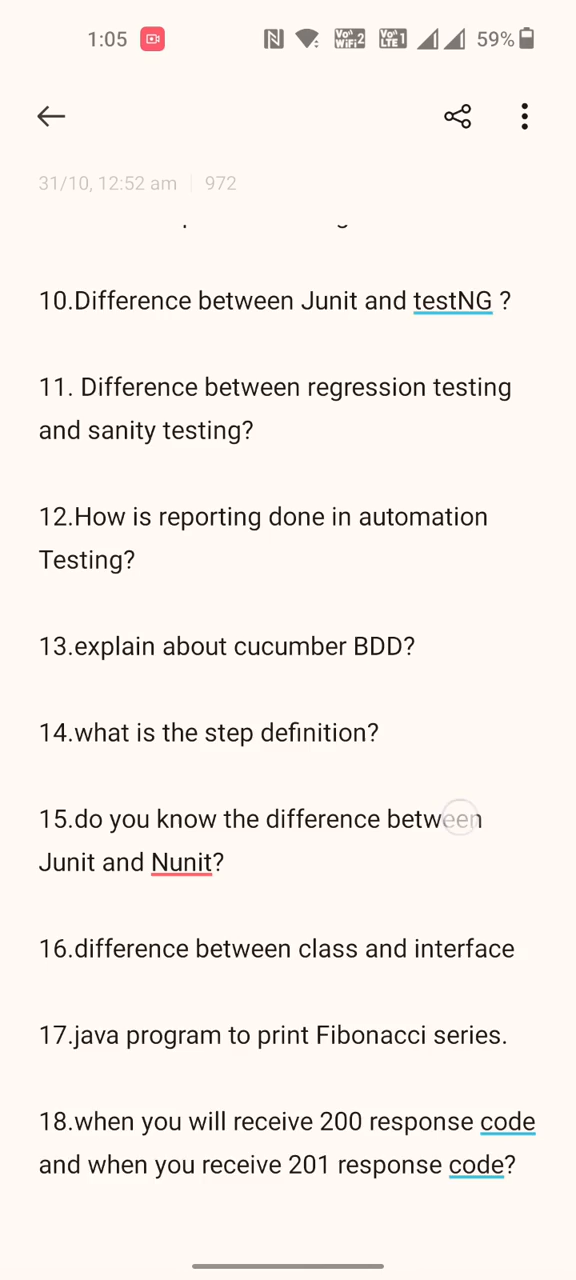 1:05 VoWiFi2 VoLTE1 59%
31/10, 12:52 am | 972
10.Difference between Junit and testNG ?
11. Difference between regression testing
and sanity testing?
12.How is reporting done in automation
Testing?
13.explain about cucumber BDD?
14.what is the step definition?
15.do you know the difference between
Junit and Nunit?
16.difference between class and interface
17.java program to print Fibonacci series.
18.when you will receive 200 response code
and when you receive 201 response code?